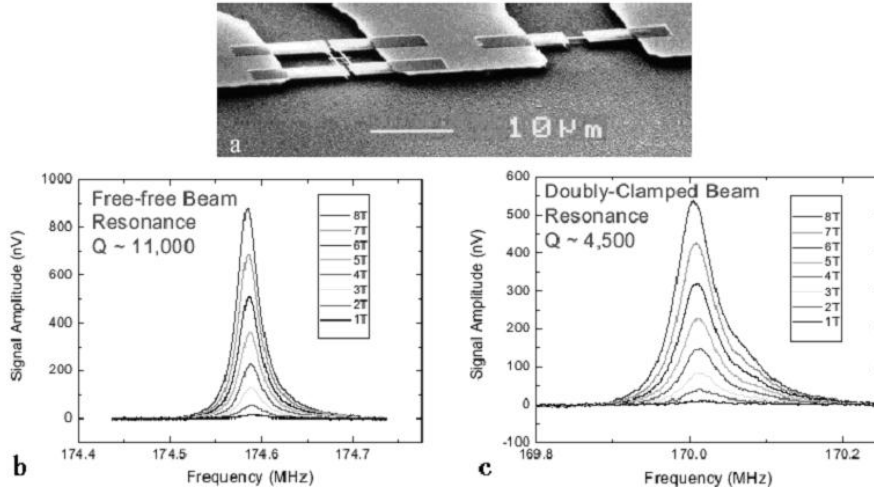 a
10µm
Free-free Beam
Resonance
Q ~ 11,000
8T
7T
6T
5T
4T
3T
2T
1T
Signal Amplitude (nV)
1000
800
600
400
200
0
174.4
174.5
174.6
174.7
Frequency (MHz)
b
Doubly-Clamped Beam
Resonance
Q ~ 4,500
8T
7T
6T
5T
4T
3T
2T
1T
Signal Amplitude (nV)
600
500
400
300
200
100
0
-100
169.8
170.0
170.2
Frequency (MHz)
c